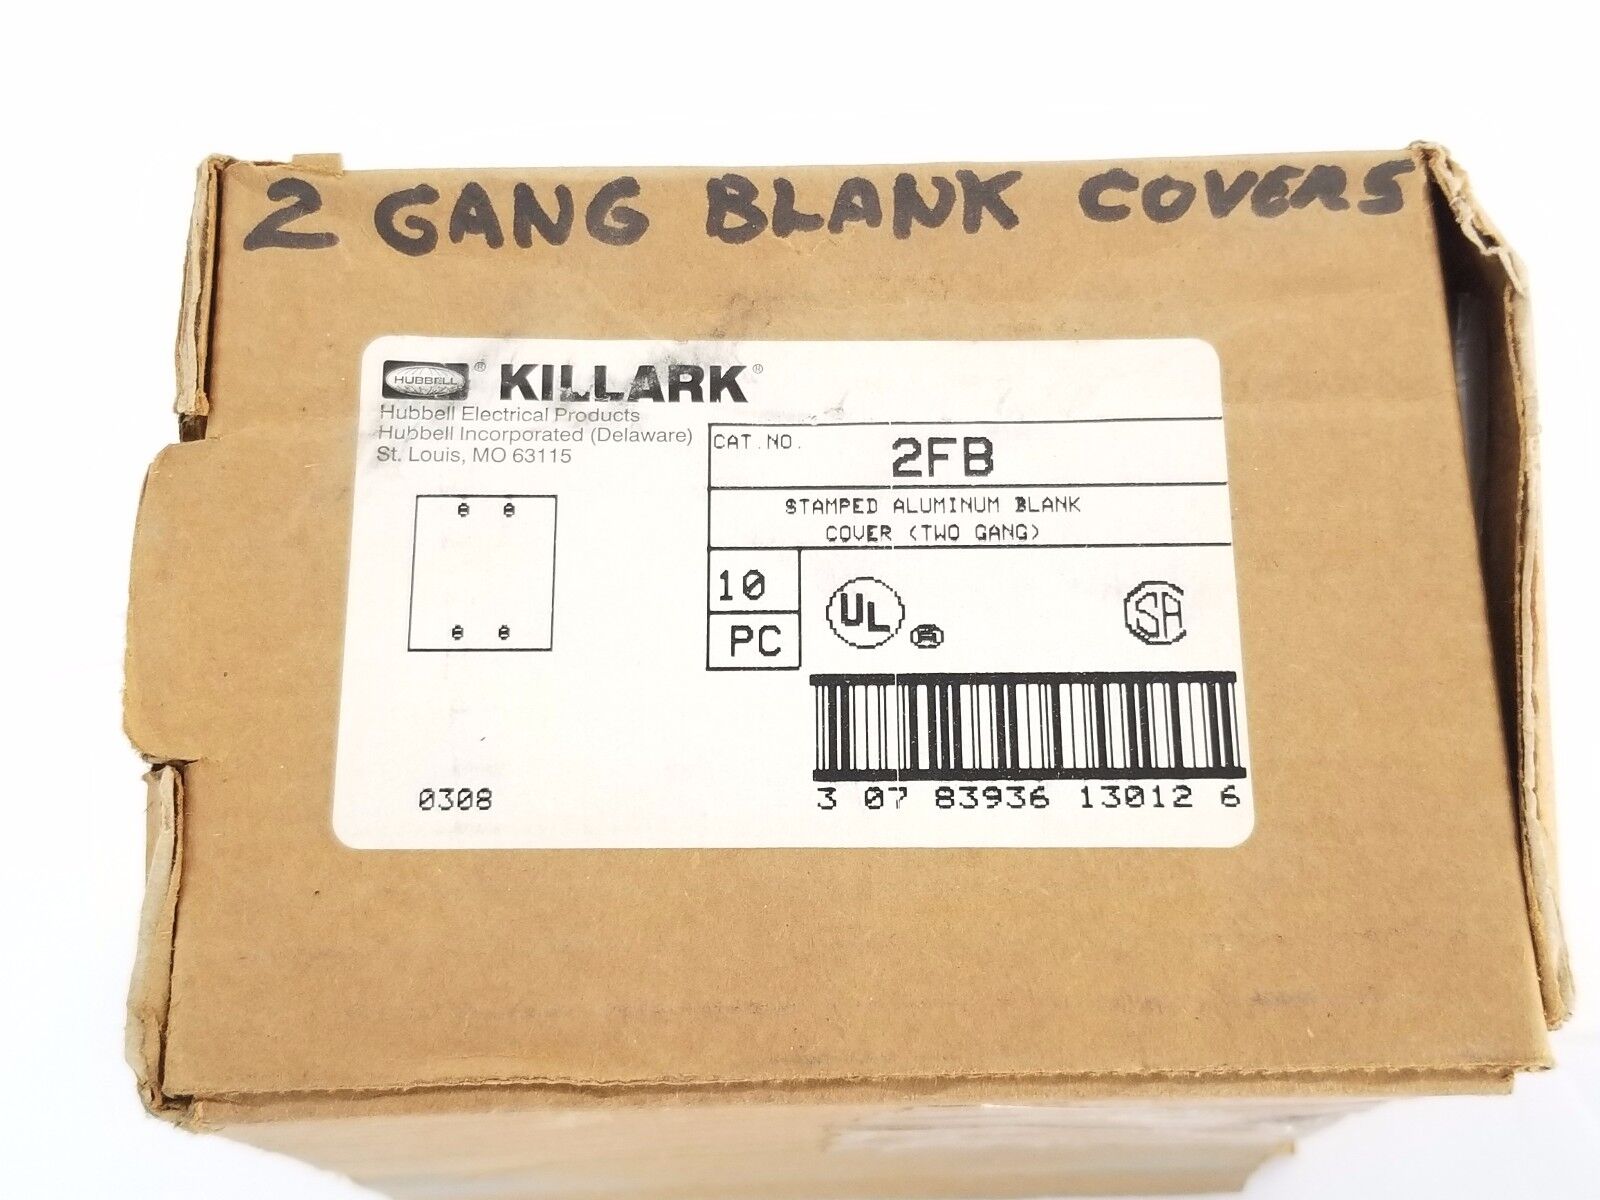 2 GANG BLANK COVERS
HUBBELL ® KILLARK®
Hubbell Electrical Products
Hubbell Incorporated (Delaware)
St. Louis, MO 63115
CAT.NO. 2FB
STAMPED ALUMINUM BLANK
COVER (TWO GANG)
10
PC
UL ®
SA
3 07 83936 13012 6
0308